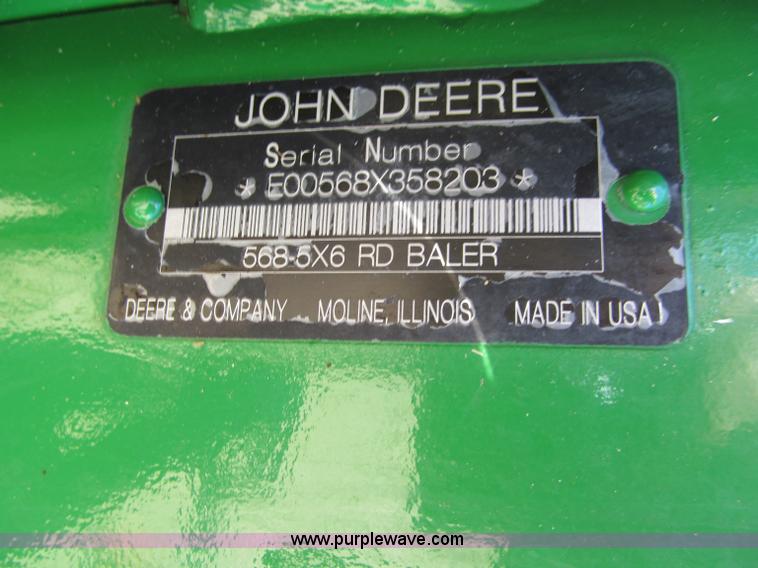 JOHN DEERE
Serial Number
* E00568X358203 *
568-5X6 RD BALER
DEERE & COMPANY MOLINE, ILLINOIS MADE IN USA
www.purplewave.com